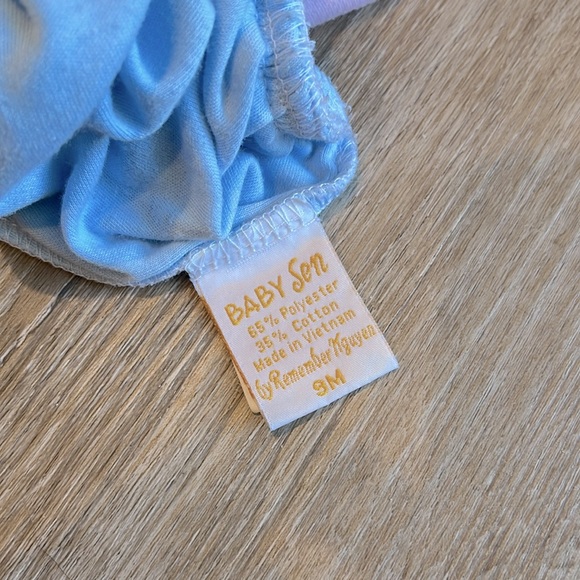 BABY Sen
65% Polyester
35% Cotton
Made in Vietnam
by Remember Nguyen
9M